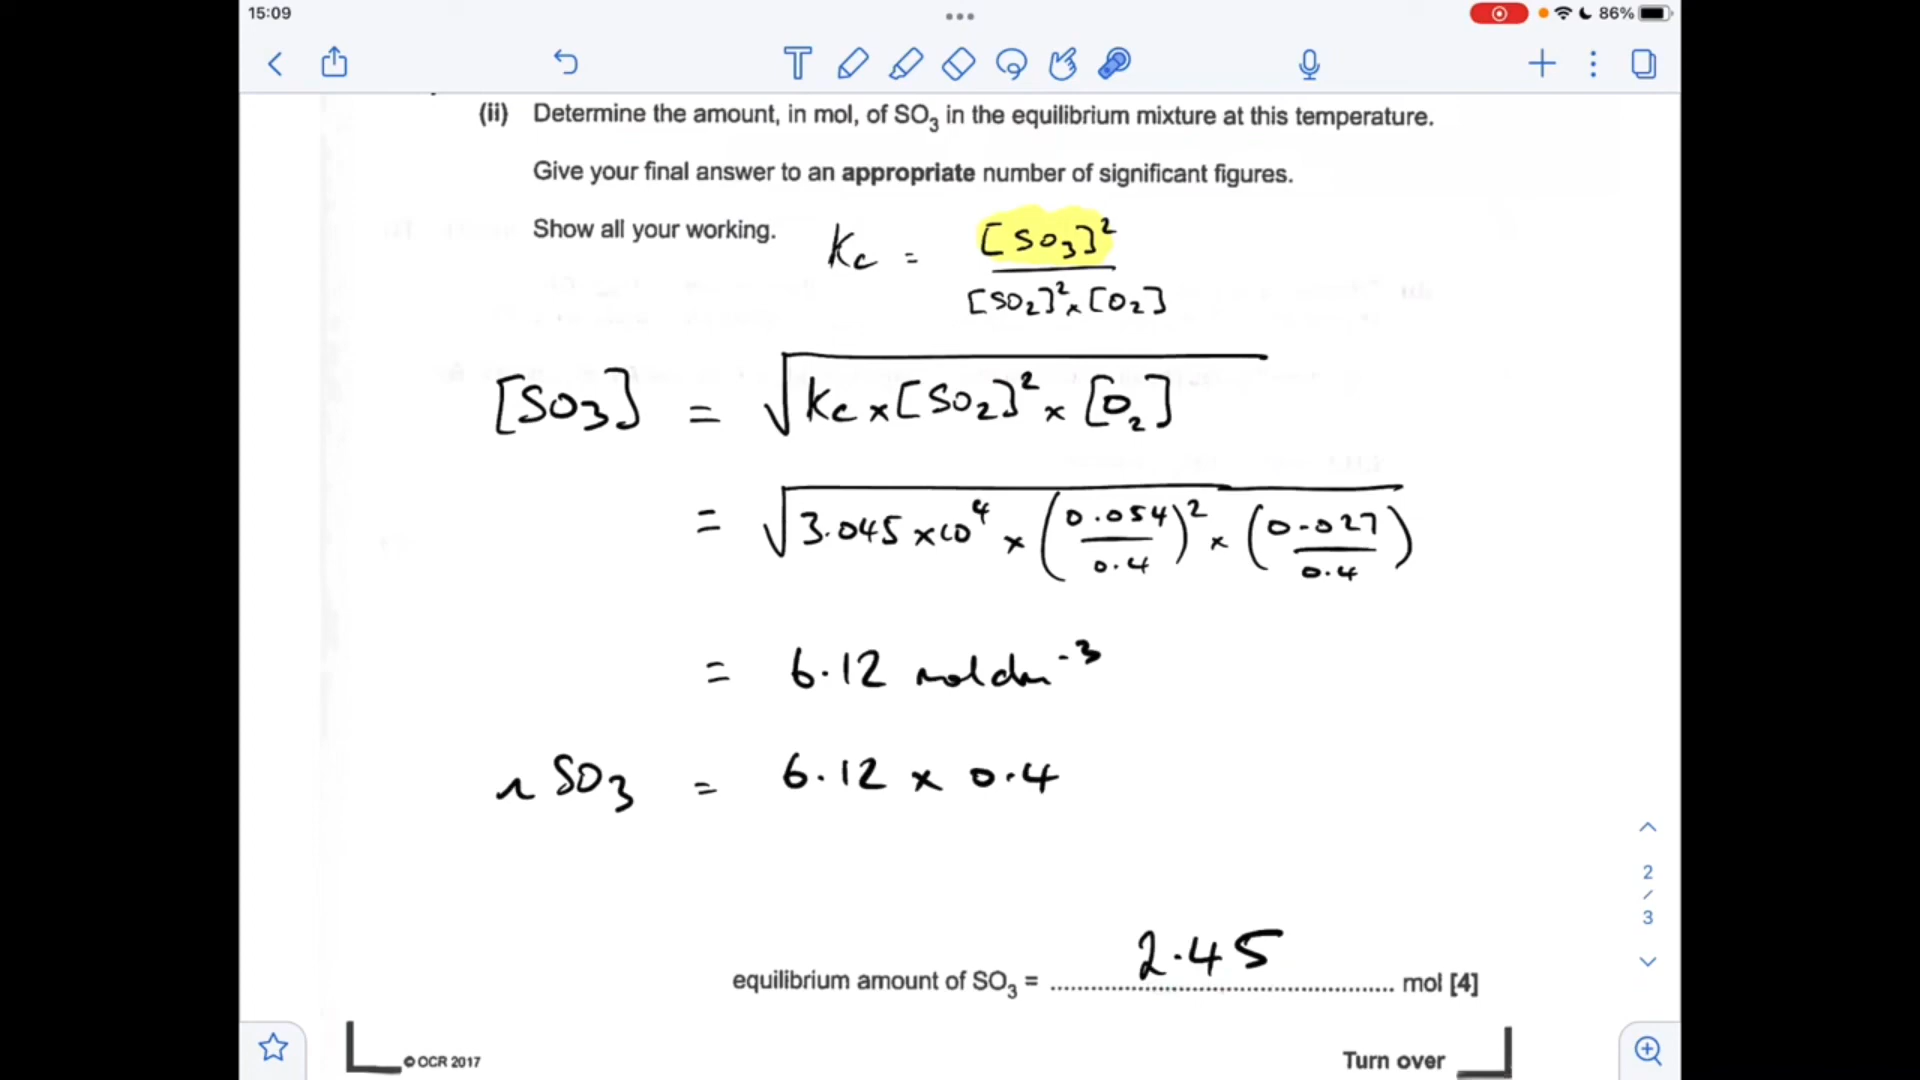 15:09
86%
(ii) Determine the amount, in mol, of SO₃ in the equilibrium mixture at this temperature.
Give your final answer to an appropriate number of significant figures.
Show all your working.
Kc = [SO₃]² / [SO₂]² × [O₂]
[SO₃] = √Kc × [SO₂]² × [O₂]
= √3.045 × 10⁴ × (0.054 / 0.4)² × (0.027 / 0.4)
= 6.12 mol dm⁻³
n SO₃ = 6.12 × 0.4
2
/
3
equilibrium amount of SO₃ = 2.45 mol [4]
© OCR 2017
Turn over